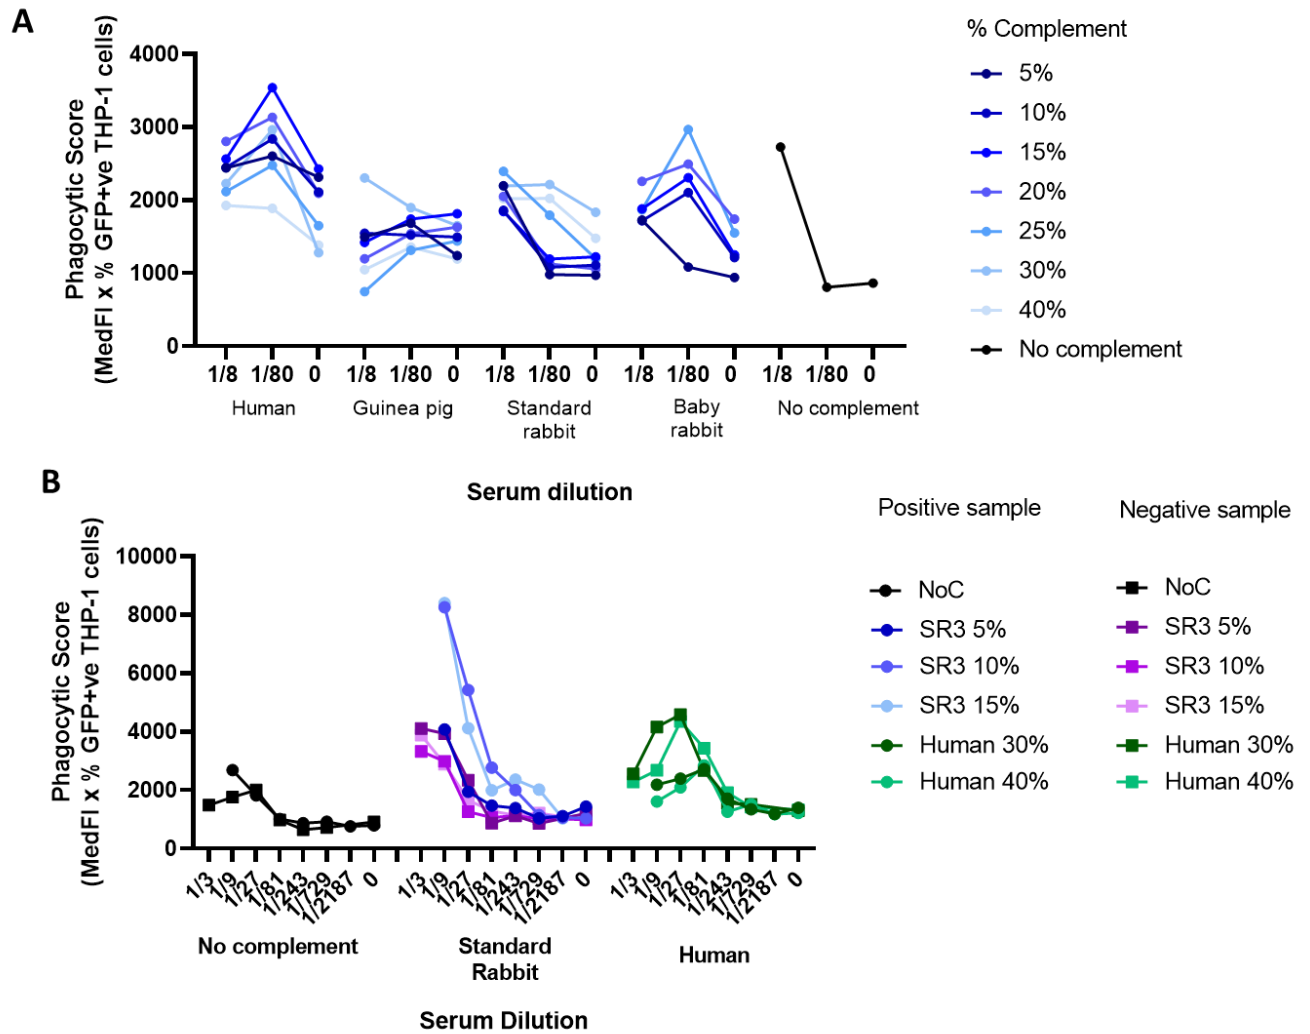 A
Phagocytic Score
(MedFI x % GFP+ve THP-1 cells)
4000
3000
2000
1000
0
1/8 1/80 0 1/8 1/80 0 1/8 1/80 0 1/8 1/80 0 1/8 1/80 0
Human Guinea pig Standard rabbit Baby rabbit No complement
Serum dilution
% Complement
5%
10%
15%
20%
25%
30%
40%
No complement
B
Phagocytic Score
(MedFI x % GFP+ve THP-1 cells)
10000
8000
6000
4000
2000
0
1/3 1/9 1/27 1/81 1/243 1/729 1/2187 0 1/3 1/9 1/27 1/81 1/243 1/729 1/2187 0 1/3 1/9 1/27 1/81 1/243 1/729 1/2187 0
No complement
Standard
Rabbit
Human
Serum Dilution
Positive sample
NoC
SR3 5%
SR3 10%
SR3 15%
Human 30%
Human 40%
Negative sample
NoC
SR3 5%
SR3 10%
SR3 15%
Human 30%
Human 40%